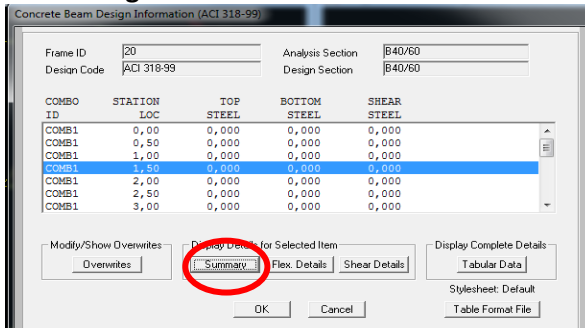 Concrete Beam Design Information (ACI 318-99)
Frame ID 20 Analysis Section B40/60
Design Code ACI 318-99 Design Section B40/60
COMBO STATION TOP BOTTOM SHEAR
ID LOC STEEL STEEL STEEL
COMB1 0,00 0,000 0,000 0,000
COMB1 0,50 0,000 0,000 0,000
COMB1 1,00 0,000 0,000 0,000
COMB1 1,50 0,000 0,000 0,000
COMB1 2,00 0,000 0,000 0,000
COMB1 2,50 0,000 0,000 0,000
COMB1 3,00 0,000 0,000 0,000
Modify/Show Overwrites Display Details for Selected Item Display Complete Details
Overwrites Summary Flex. Details Shear Details Tabular Data
Stylesheet: Default
OK Cancel Table Format File